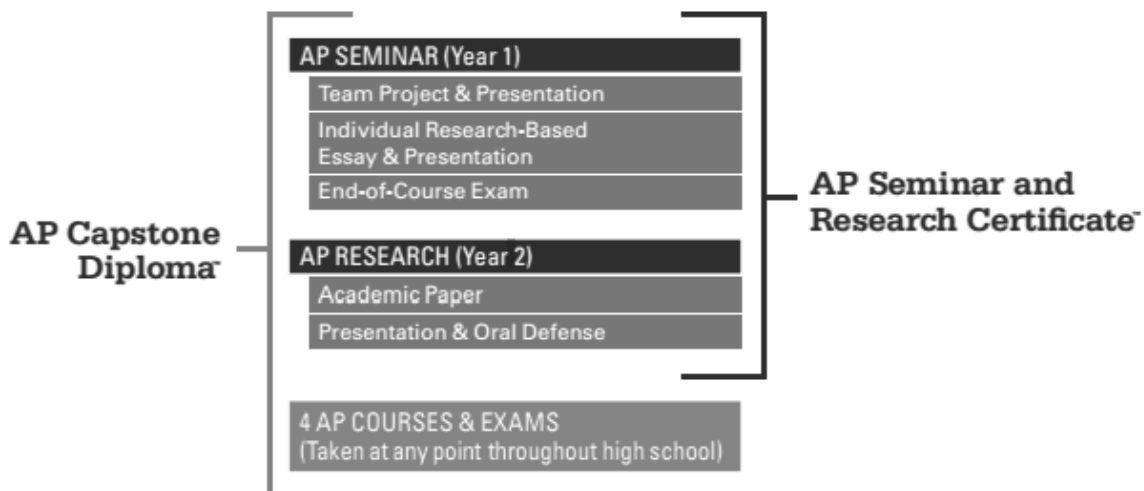 AP SEMINAR (Year 1)
Team Project & Presentation
Individual Research-Based
Essay & Presentation
End-of-Course Exam
AP Seminar and
Research Certificate™
AP Capstone
Diploma™
AP RESEARCH (Year 2)
Academic Paper
Presentation & Oral Defense
4 AP COURSES & EXAMS
(Taken at any point throughout high school)